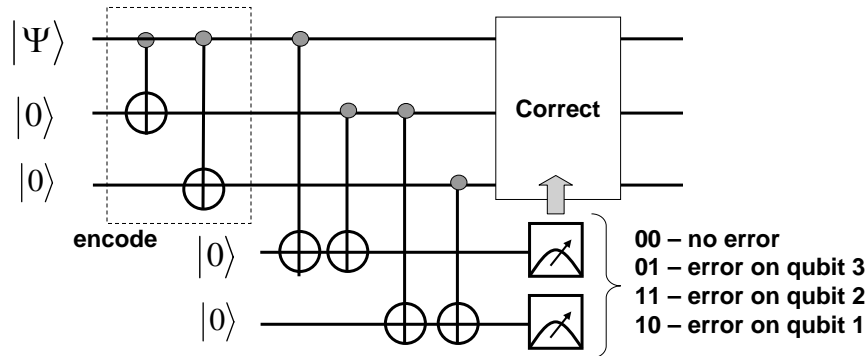 |Ψ⟩
|0⟩
Correct
|0⟩
encode
|0⟩
|0⟩
00 – no error
01 – error on qubit 3
11 – error on qubit 2
10 – error on qubit 1